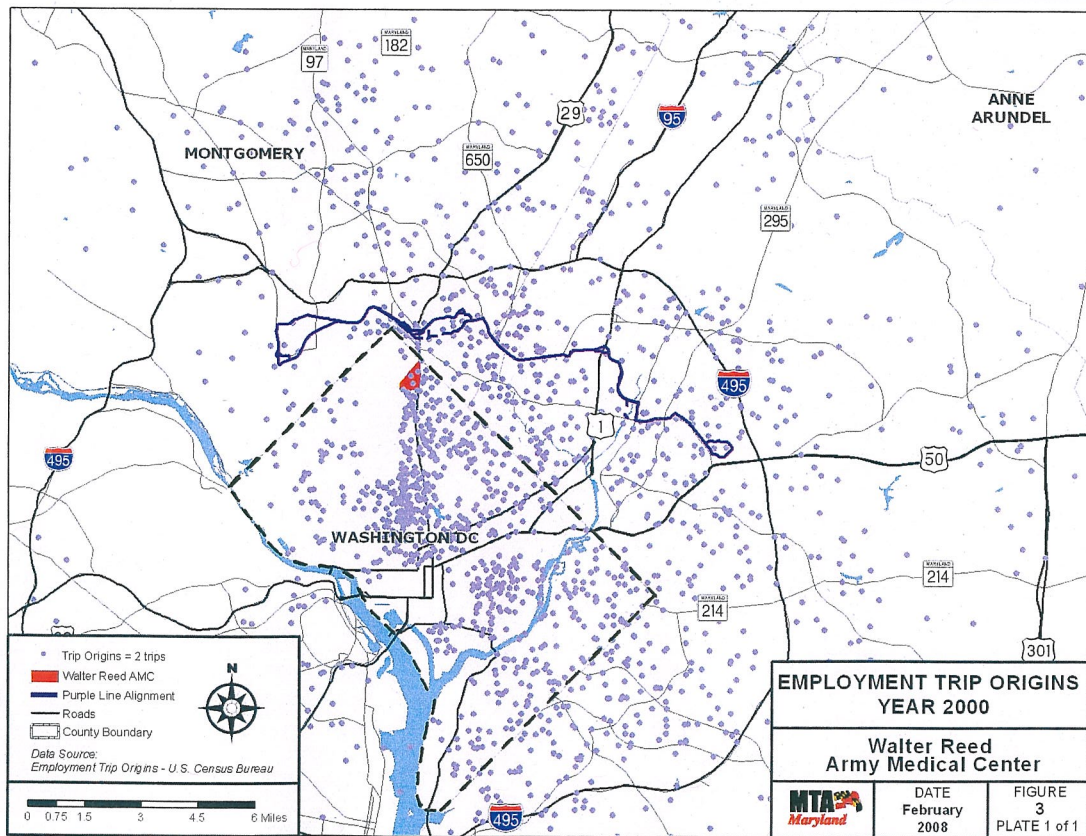 MARYLAND
182
MARYLAND
97
29
95
ANNE
ARUNDEL
MONTGOMERY
MARYLAND
650
MARYLAND
295
495
1
495
50
WASHINGTON DC
MARYLAND
214
MARYLAND
214
301
495
Trip Origins = 2 trips
Walter Reed AMC
Purple Line Alignment
Roads
County Boundary
N
Data Source:
Employment Trip Origins - U.S. Census Bureau
0 0.75 1.5 3 4.5 6 Miles
EMPLOYMENT TRIP ORIGINS
YEAR 2000
Walter Reed
Army Medical Center
MTA
Maryland
DATE
February
2008
FIGURE
3
PLATE 1 of 1